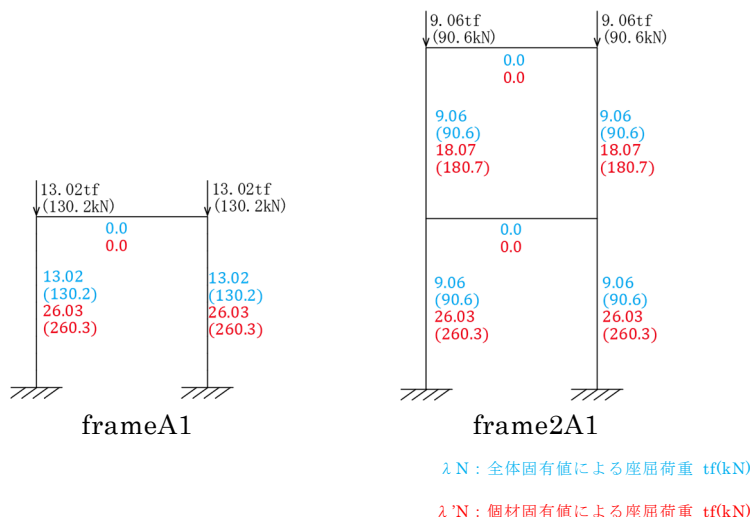 9.06tf
(90.6kN)
9.06tf
(90.6kN)
0.0
0.0
9.06
(90.6)
18.07
(180.7)
9.06
(90.6)
18.07
(180.7)
13.02tf
(130.2kN)
13.02tf
(130.2kN)
0.0
0.0
0.0
0.0
13.02
(130.2)
26.03
(260.3)
13.02
(130.2)
26.03
(260.3)
9.06
(90.6)
26.03
(260.3)
9.06
(90.6)
26.03
(260.3)
frameA1
frame2A1
λN：全体固有値による座屈荷重 tf(kN)
λ'N：個材固有値による座屈荷重 tf(kN)